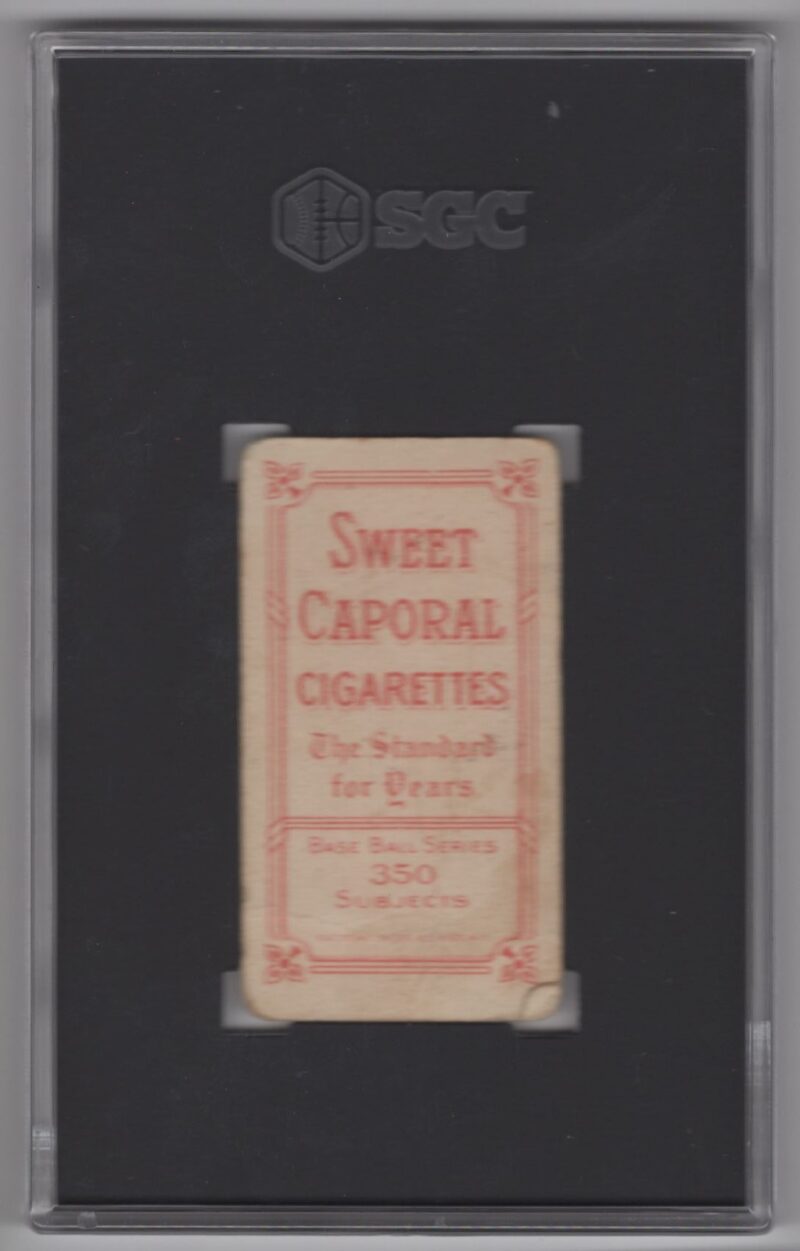 SGC
SWEET
CAPORAL
CIGARETTES
The Standard
for Years
BASE BALL SERIES
350
SUBJECTS